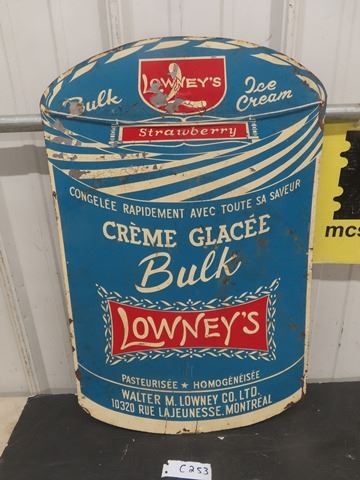 LOWNEY'S
Bulk Ice Cream
Strawberry
CONGELÉE RAPIDEMENT AVEC TOUTE SA SAVEUR
CRÈME GLACÉE
Bulk
LOWNEY'S
PASTEURISÉE ★ HOMOGÉNÉISÉE
WALTER M. LOWNEY CO. LTD.
10320 RUE LAJEUNESSE, MONTRÉAL
mcs
C253